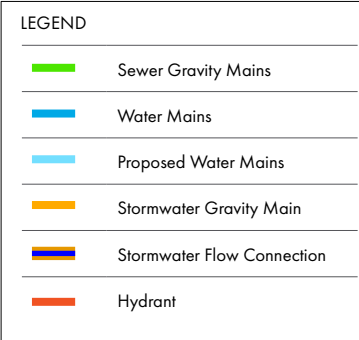 LEGEND
Sewer Gravity Mains
Water Mains
Proposed Water Mains
Stormwater Gravity Main
Stormwater Flow Connection
Hydrant